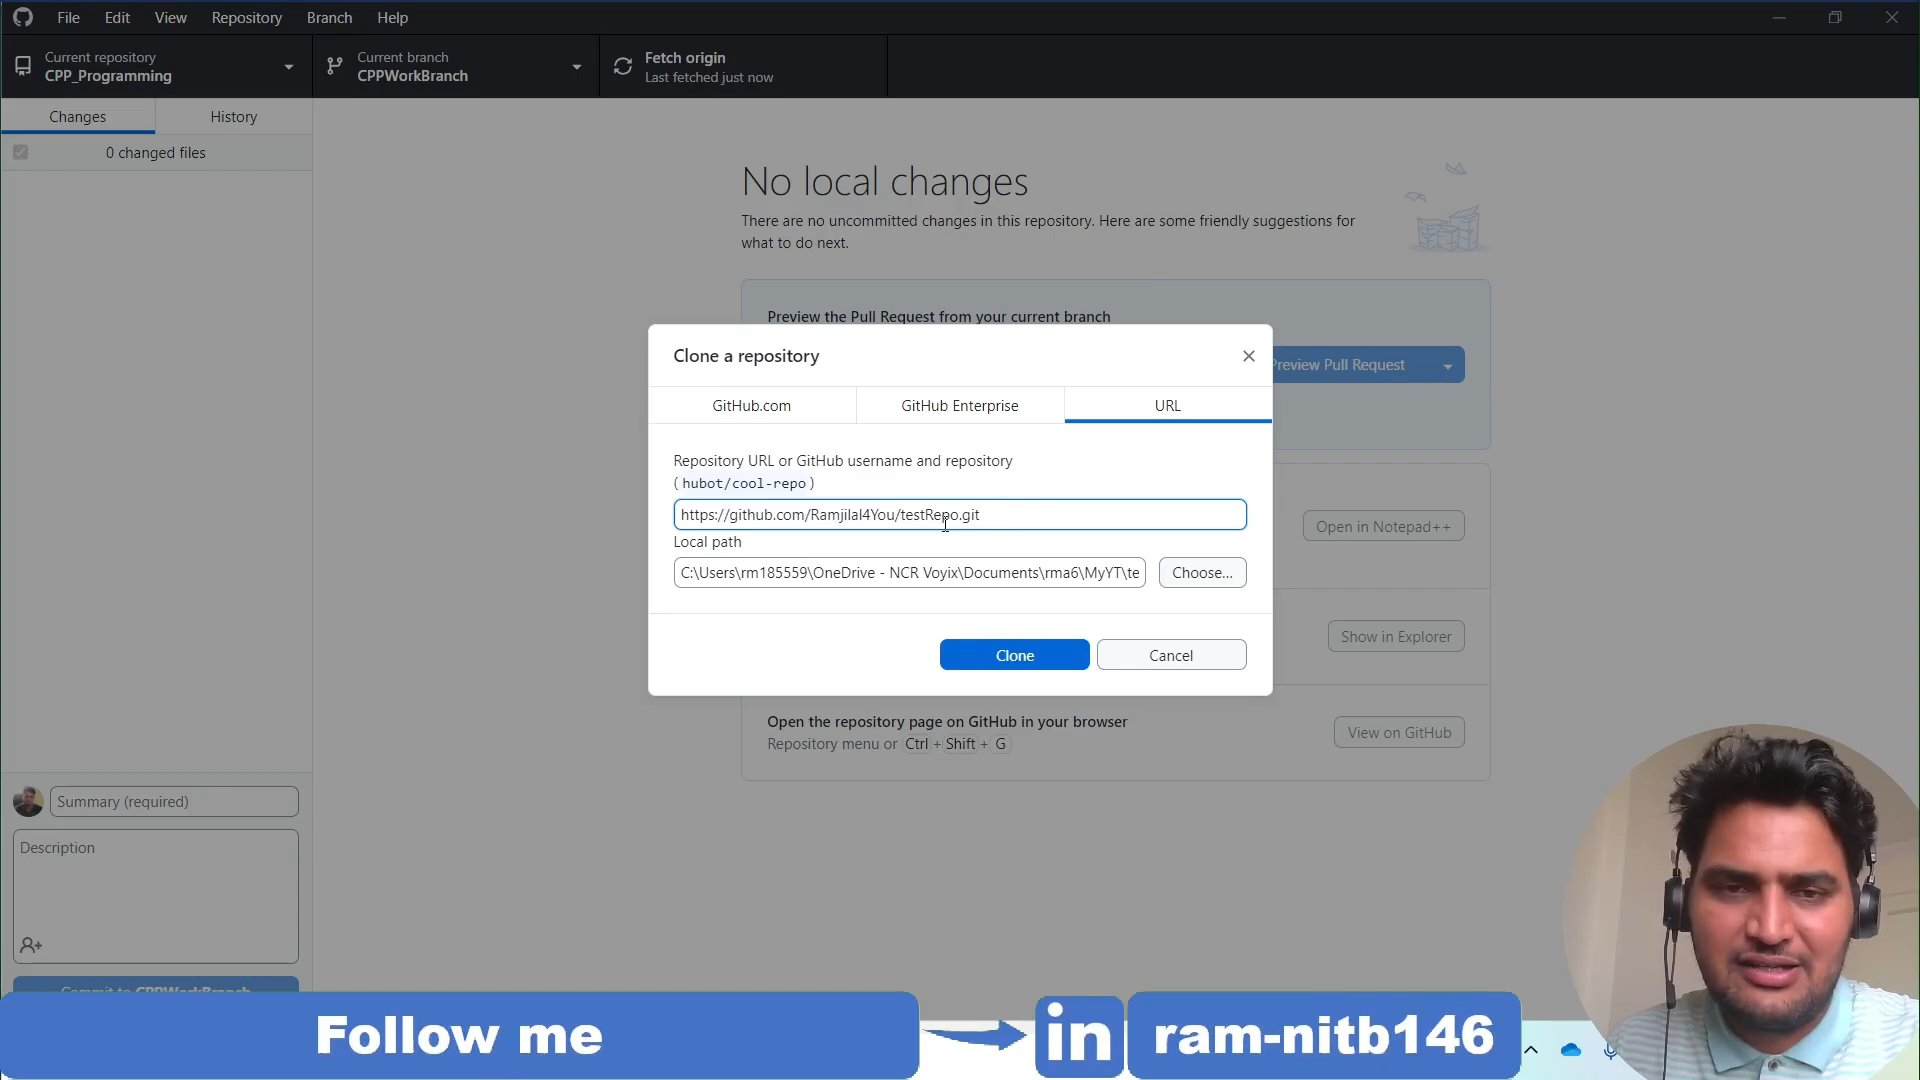 File Edit View Repository Branch Help
Current repository
CPP_Programming
Current branch
CPPWorkBranch
Fetch origin
Last fetched just now
Changes History
0 changed files
No local changes
There are no uncommitted changes in this repository. Here are some friendly suggestions for
what to do next.
Preview the Pull Request from your current branch
Preview Pull Request
Clone a repository
GitHub.com GitHub Enterprise URL
Repository URL or GitHub username and repository
(hubot/cool-repo)
https://github.com/Ramjilal4You/testRepo.git
Local path
C:\Users\rm185559\OneDrive - NCR Voyix\Documents\rma6\MyYT\te
Choose...
Clone Cancel
Open in Notepad++
Show in Explorer
Open the repository page on GitHub in your browser
Repository menu or Ctrl + Shift + G
View on GitHub
Summary (required)
Description
Commit to CPPWorkBranch
Follow me
in
ram-nitb146